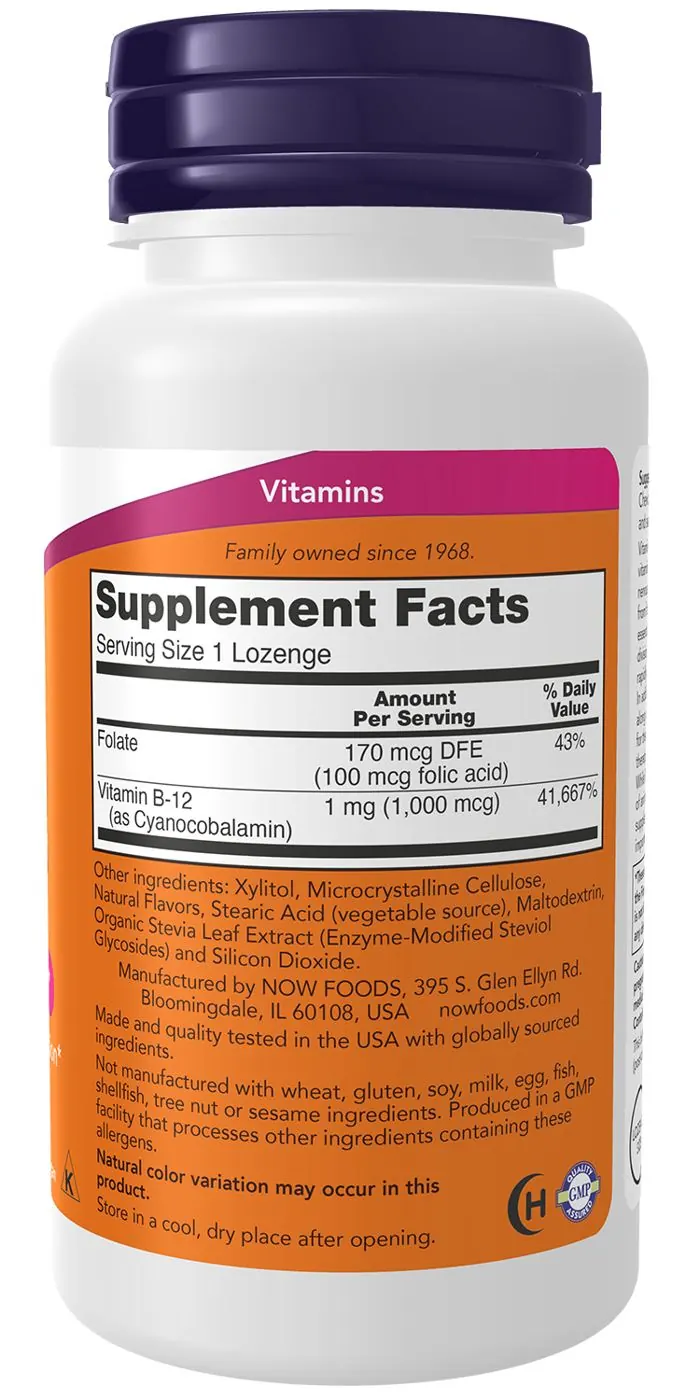 Vitamins
Family owned since 1968.
Supplement Facts
Serving Size 1 Lozenge
Amount
Per Serving
% Daily
Value
Folate
170 mcg DFE
(100 mcg folic acid)
43%
Vitamin B-12
(as Cyanocobalamin)
1 mg (1,000 mcg)
41,667%
Other ingredients: Xylitol, Microcrystalline Cellulose,
Natural Flavors, Stearic Acid (vegetable source), Maltodextrin,
Organic Stevia Leaf Extract (Enzyme-Modified Steviol
Glycosides) and Silicon Dioxide.
Manufactured by NOW FOODS, 395 S. Glen Ellyn Rd.
Bloomingdale, IL 60108, USA nowfoods.com
Made and quality tested in the USA with globally sourced
ingredients.
Not manufactured with wheat, gluten, soy, milk, egg, fish,
shellfish, tree nut or sesame ingredients. Produced in a GMP
facility that processes other ingredients containing these
allergens.
Natural color variation may occur in this
product.
Store in a cool, dry place after opening.
K
H
QUALITY
GMP
ASSURED